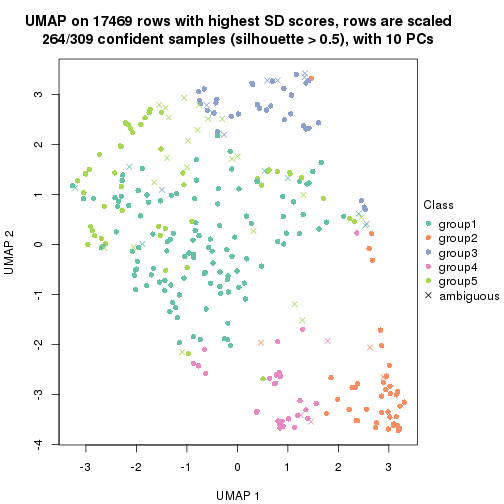 UMAP on 17469 rows with highest SD scores, rows are scaled
264/309 confident samples (silhouette > 0.5), with 10 PCs
3
2
1
0
-1
-2
-3
-4
UMAP 2
-3
-2
-1
0
1
2
3
UMAP 1
Class
group1
group2
group3
group4
group5
ambiguous